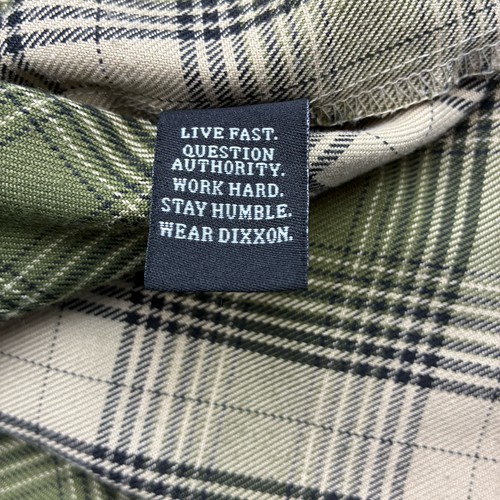 LIVE FAST.
QUESTION
AUTHORITY.
WORK HARD.
STAY HUMBLE.
WEAR DIXXON.